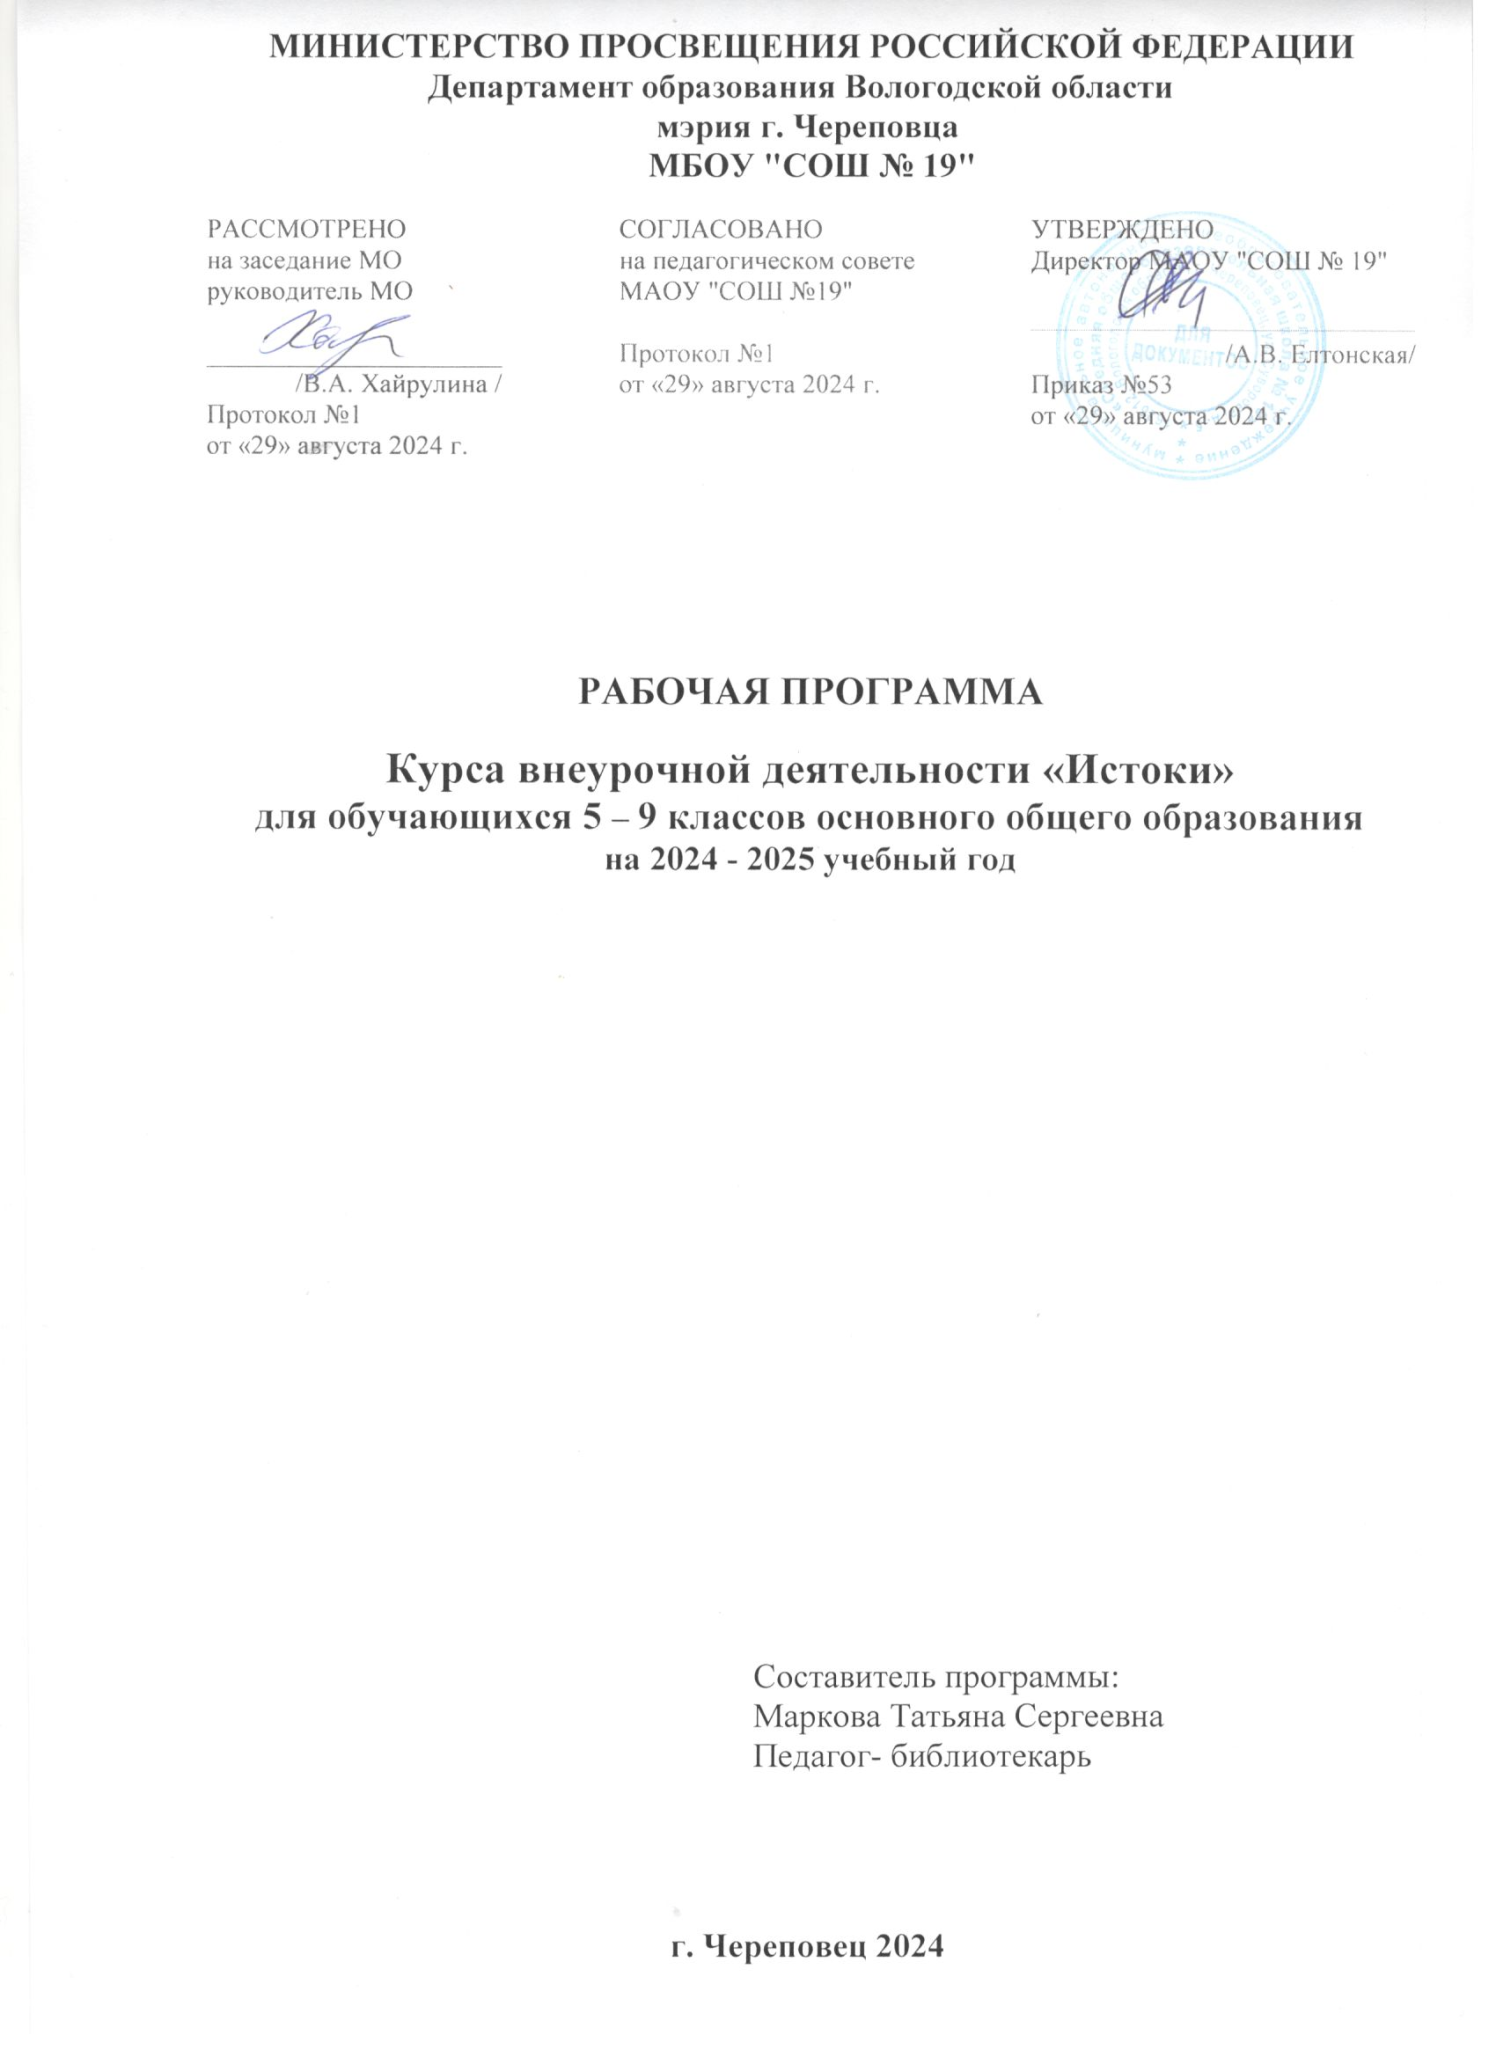 МИНИСТЕРСТВО ПРОСВЕЩЕНИЯ РОССИЙСКОЙ ФЕДЕРАЦИИ
Департамент образования Вологодской области
мэрия г. Череповца
МБОУ "СОШ № 19"
РАССМОТРЕНО
на заседание МО
руководитель МО
/В.А. Хайрулина /
Протокол №1
от «29» августа 2024 г.
СОГЛАСОВАНО
на педагогическом совете
МАОУ "СОШ №19"
Протокол №1
от «29» августа 2024 г.
УТВЕРЖДЕНО
Директор МАОУ "СОШ № 19"
/А.В. Елтонская/
Приказ №53
от «29» августа 2024 г.
ДЛЯ
ДОКУМЕНТОВ
РАБОЧАЯ ПРОГРАММА
Курса внеурочной деятельности «Истоки»
для обучающихся 5 – 9 классов основного общего образования
на 2024 - 2025 учебный год
Составитель программы:
Маркова Татьяна Сергеевна
Педагог- библиотекарь
г. Череповец 2024